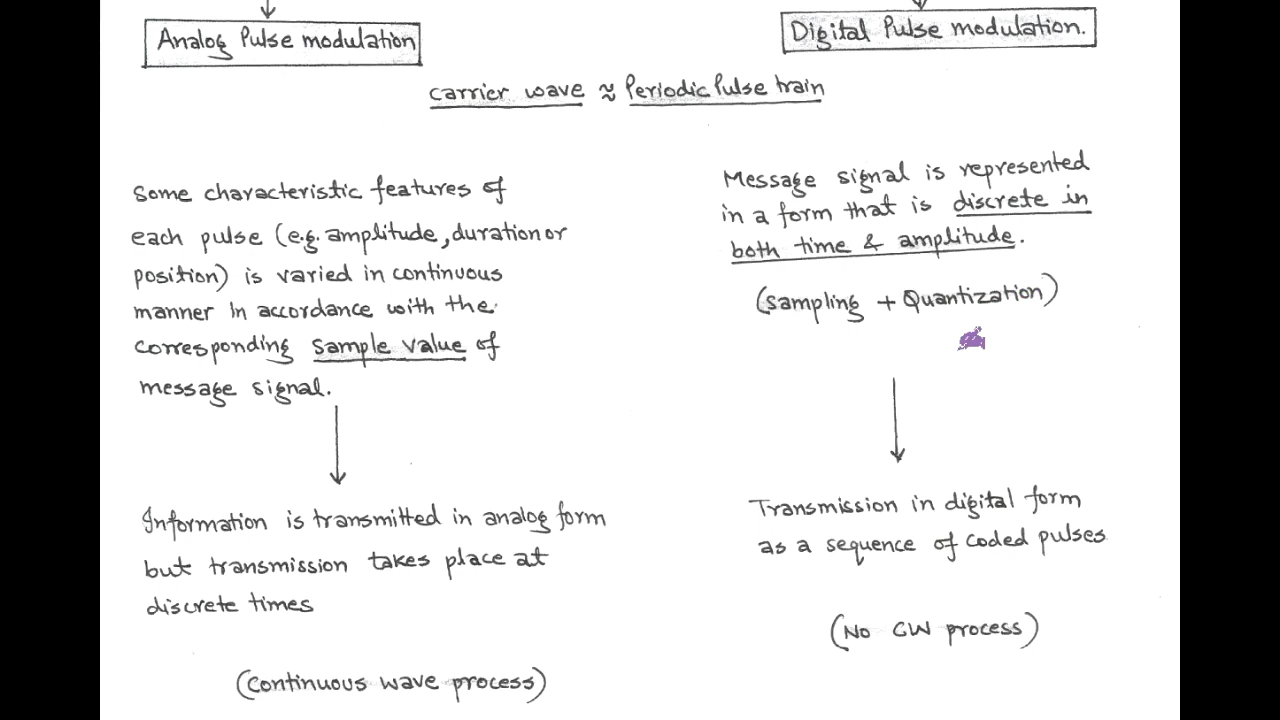 Analog Pulse modulation
Digital Pulse modulation.
carrier wave ≈ Periodic Pulse train
Some characteristic features of
each pulse (e.g. amplitude, duration or
position) is varied in continuous
manner in accordance with the
corresponding sample value of
message signal.
Information is transmitted in analog form
but transmission takes place at
discrete times
(continuous wave process)
Message signal is represented
in a form that is discrete in
both time & amplitude.
(Sampling + Quantization)
Transmission in digital form
as a sequence of coded pulses
(No CW process)